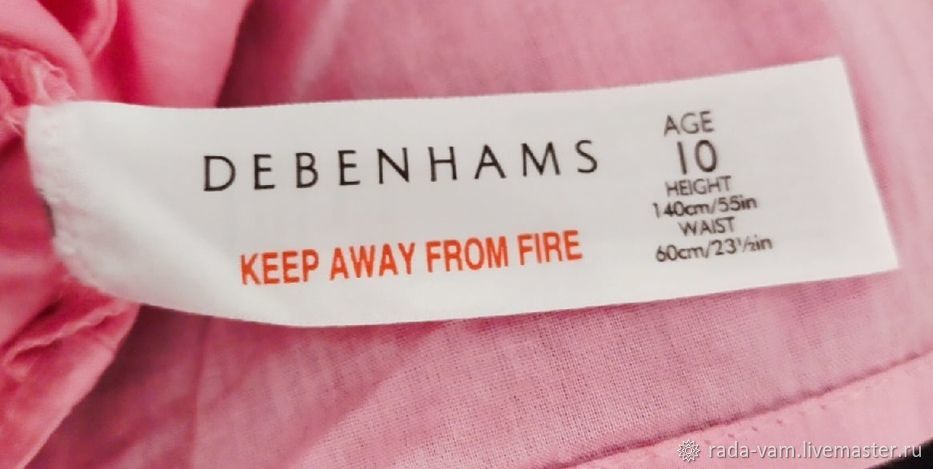 DEBENHAMS
KEEP AWAY FROM FIRE
AGE
10
HEIGHT
140cm/55in
WAIST
60cm/23½in
rada-vam.livemaster.ru